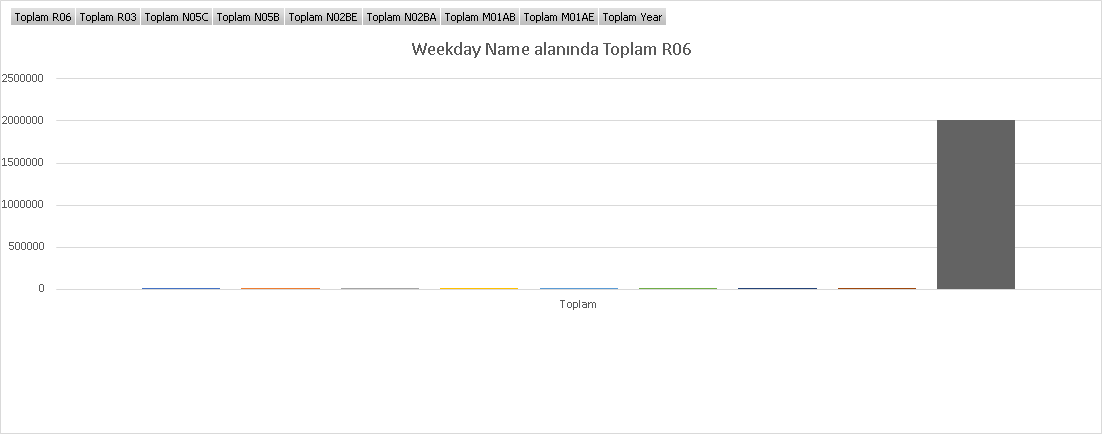 Toplam R06 Toplam R03 Toplam N05C Toplam N05B Toplam N02BE Toplam N02BA Toplam M01AB Toplam M01AE Toplam Year
Weekday Name alanında Toplam R06
2500000
2000000
1500000
1000000
500000
0
Toplam